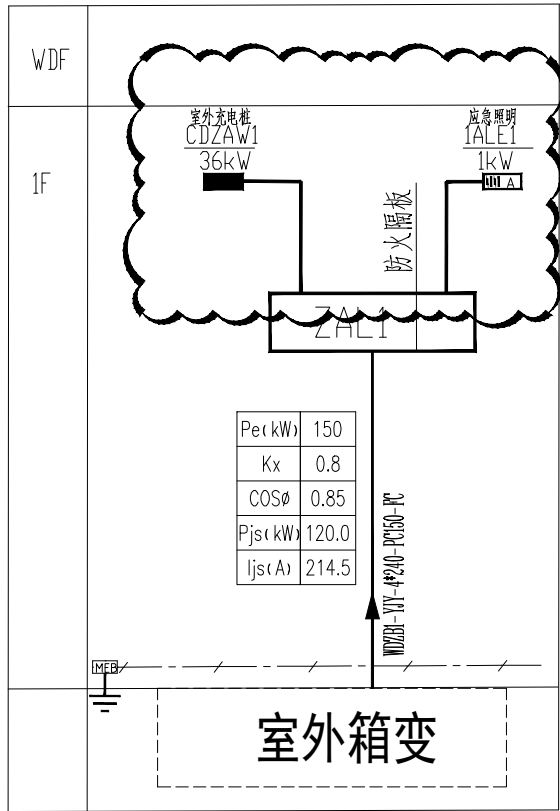 WDF
室外充电桩
CDZAW1
36kW
应急照明
1ALE1
1kW
1F
A
防火隔板
ZAL1
Pe(kW) 150
Kx 0.8
COSø 0.85
Pjs(kW) 120.0
Ijs(A) 214.5
WDZB1-YJY-4*240-PC150-FC
MEB
室外箱变